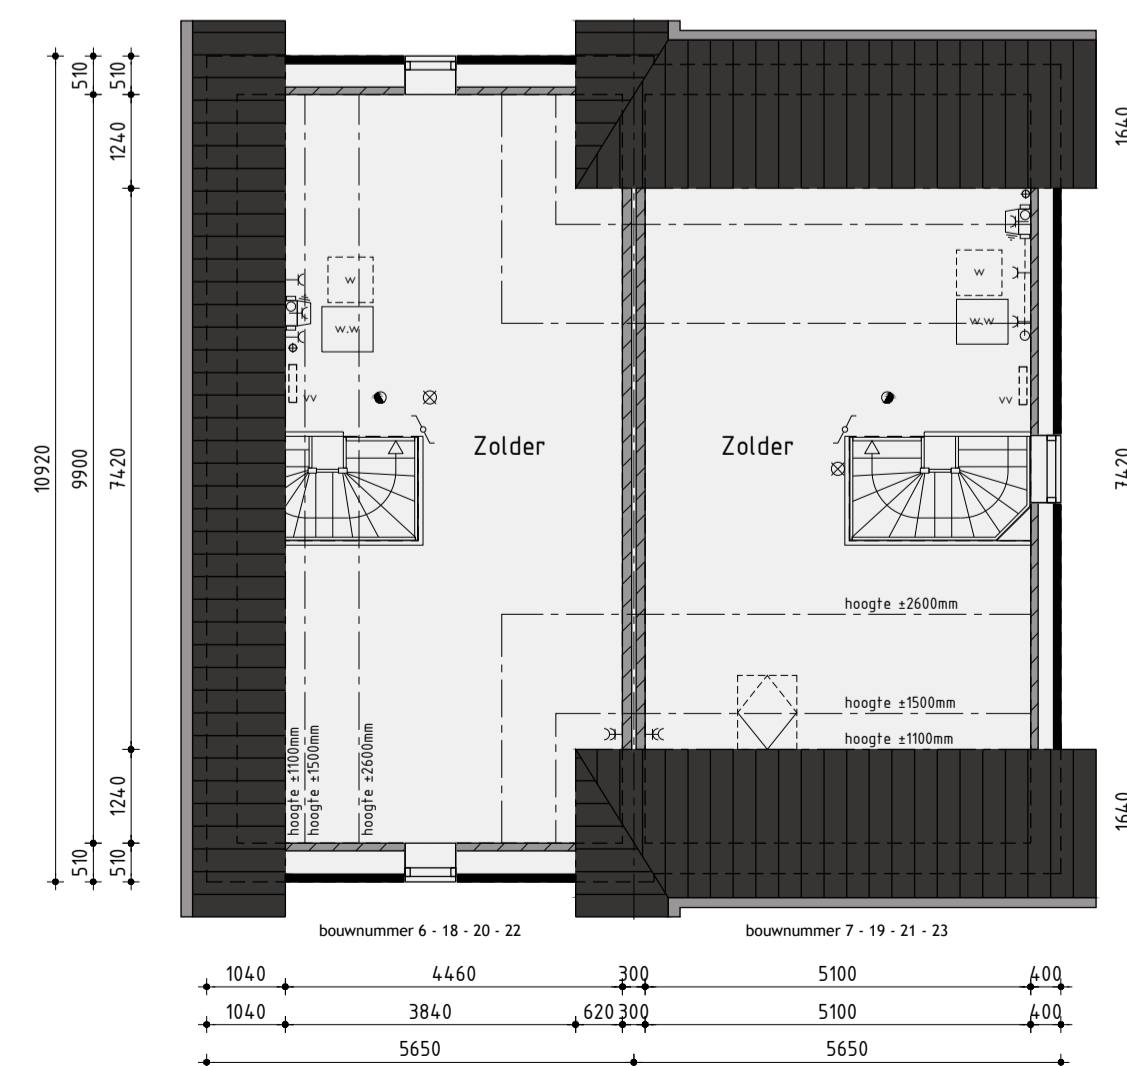 510
510
1640
1240
w
w
w.w
w.w
vv
vv
Zolder
Zolder
10920
9900
7420
7420
hoogte ±2600mm
hoogte ±1500mm
hoogte ±1100mm
hoogte ±1100mm
hoogte ±1500mm
hoogte ±2600mm
1240
1640
510
510
bouwnummer 6 - 18 - 20 - 22
bouwnummer 7 - 19 - 21 - 23
1040 4460 300 5100 400
1040 3840 620 300 5100 400
5650 5650